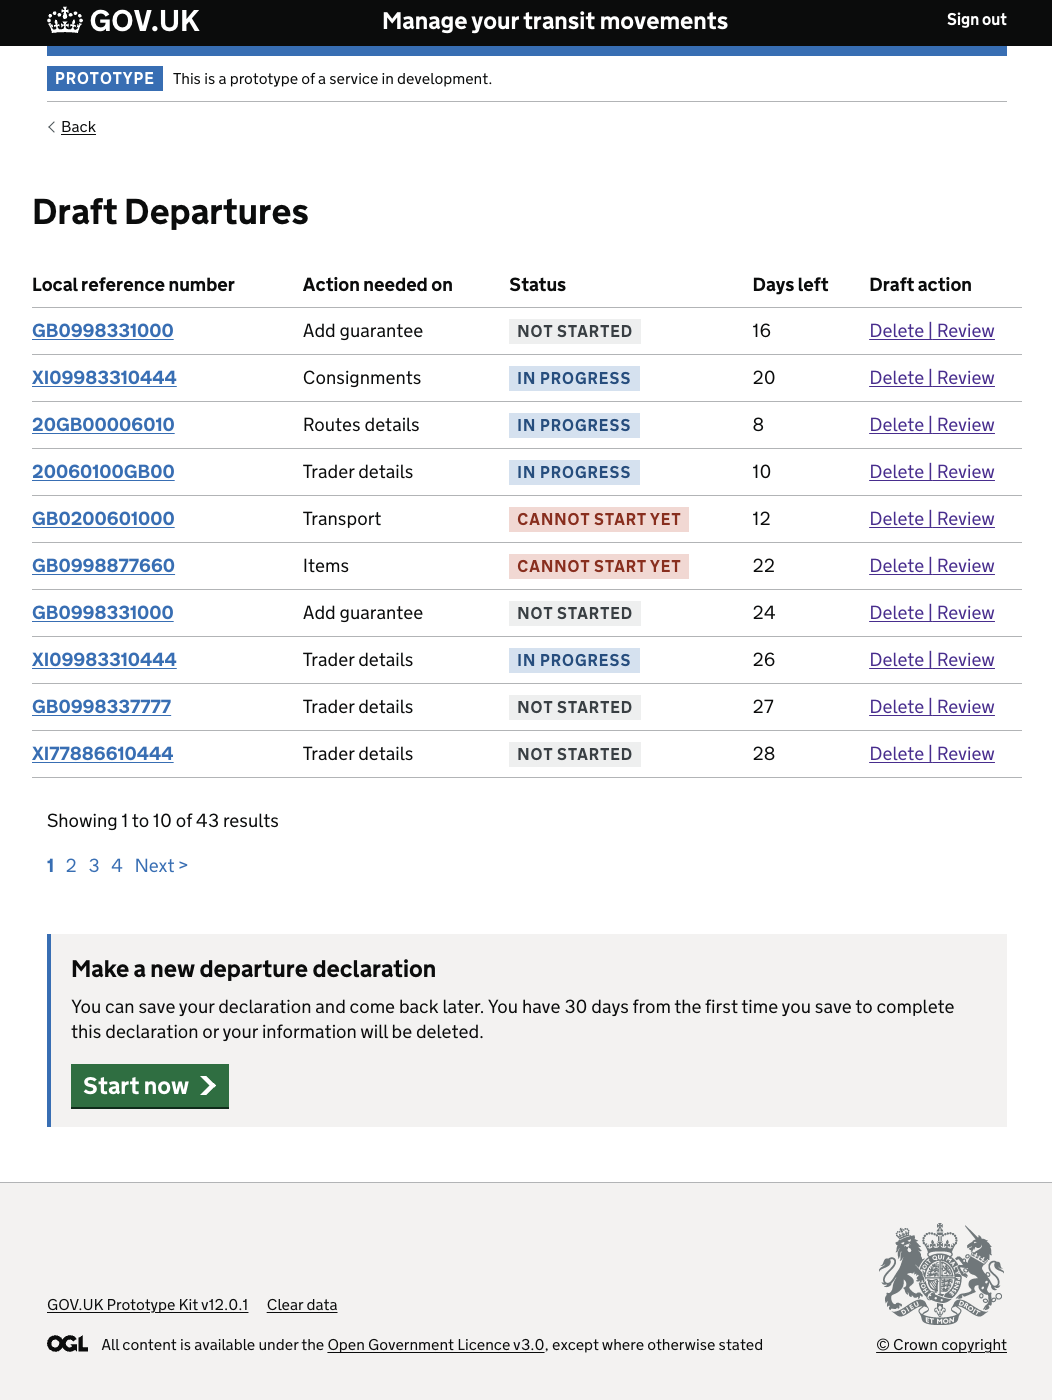 GOV.UK Manage your transit movements Sign out
PROTOTYPE This is a prototype of a service in development.
Back
Draft Departures
Local reference number Action needed on Status Days left Draft action
GB0998331000 Add guarantee NOT STARTED 16 Delete | Review
XI09983310444 Consignments IN PROGRESS 20 Delete | Review
20GB00006010 Routes details IN PROGRESS 8 Delete | Review
20060100GB00 Trader details IN PROGRESS 10 Delete | Review
GB0200601000 Transport CANNOT START YET 12 Delete | Review
GB0998877660 Items CANNOT START YET 22 Delete | Review
GB0998331000 Add guarantee NOT STARTED 24 Delete | Review
XI09983310444 Trader details IN PROGRESS 26 Delete | Review
GB0998337777 Trader details NOT STARTED 27 Delete | Review
XI77886610444 Trader details NOT STARTED 28 Delete | Review
Showing 1 to 10 of 43 results
1 2 3 4 Next >
Make a new departure declaration
You can save your declaration and come back later. You have 30 days from the first time you save to complete
this declaration or your information will be deleted.
Start now
GOV.UK Prototype Kit v12.0.1 Clear data
OGL All content is available under the Open Government Licence v3.0, except where otherwise stated
© Crown copyright